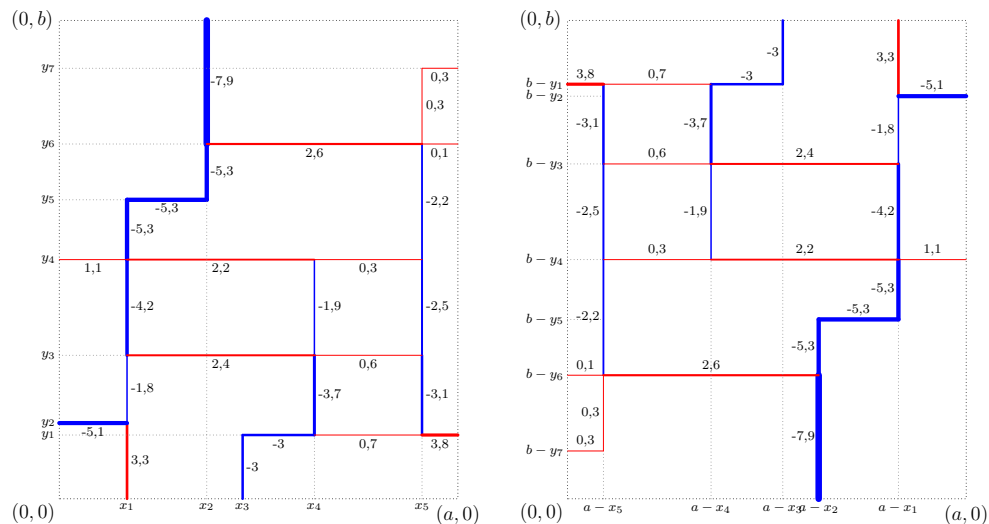 (0, b)
y7
0,3
0,3
-7,9
y6
2,6
0,1
-5,3
y5
-5,3
-2,2
-5,3
y4
1,1
2,2
0,3
-4,2
-1,9
-2,5
y3
2,4
0,6
-1,8
-3,7
-3,1
y2
-5,1
y1
-3
0,7
3,8
3,3
-3
(0, 0)
x1
x2
x3
x4
x5
(a, 0)
(0, b)
-3
3,3
3,8
0,7
-3
b − y1
b − y2
-5,1
-3,1
-3,7
-1,8
0,6
2,4
b − y3
-2,5
-1,9
-4,2
0,3
2,2
1,1
b − y4
-5,3
-2,2
-5,3
b − y5
-5,3
0,1
2,6
b − y6
0,3
-7,9
0,3
b − y7
(0, 0)
a − x5
a − x4
a − x3
a − x2
a − x1
(a, 0)